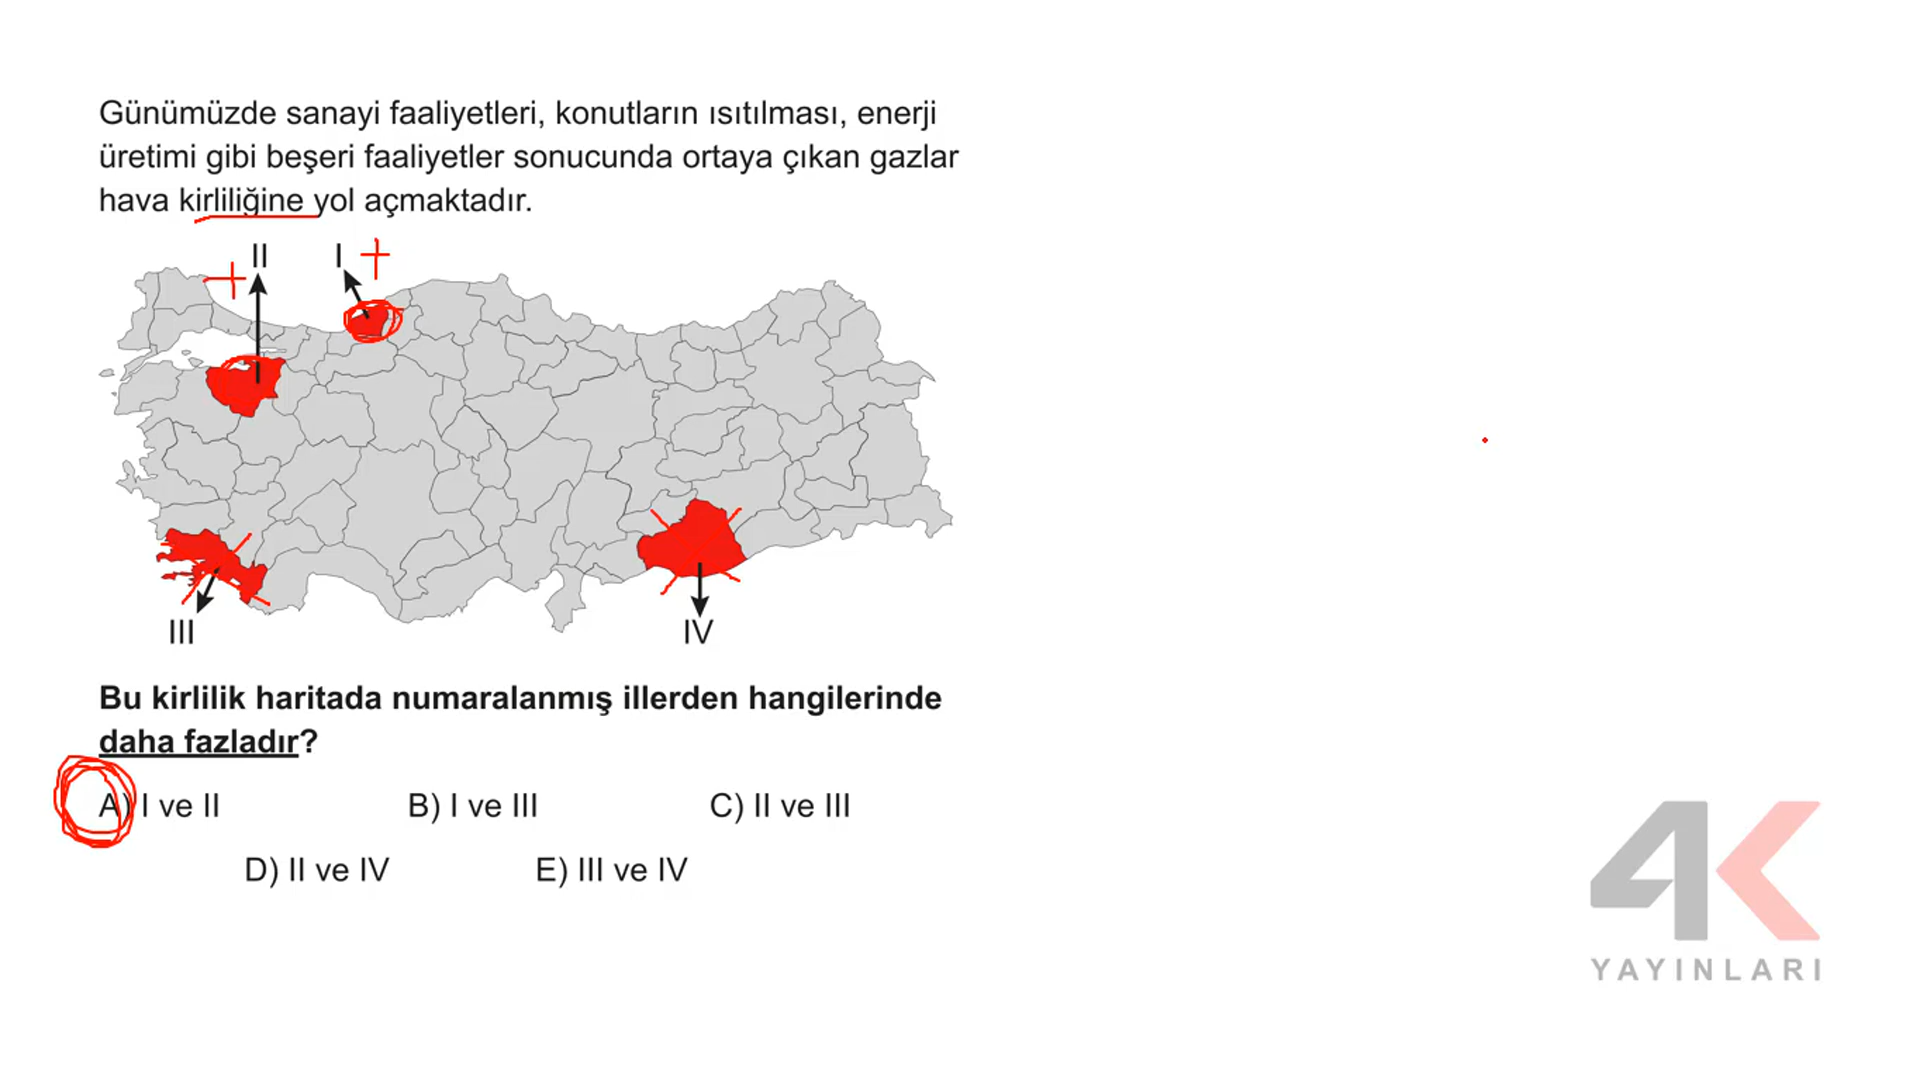 Günümüzde sanayi faaliyetleri, konutların ısıtılması, enerji
üretimi gibi beşeri faaliyetler sonucunda ortaya çıkan gazlar
hava kirliliğine yol açmaktadır.
II I
III IV
Bu kirlilik haritada numaralanmış illerden hangilerinde
daha fazladır?
A) I ve II B) I ve III C) II ve III
D) II ve IV E) III ve IV
4K
YAYINLARI